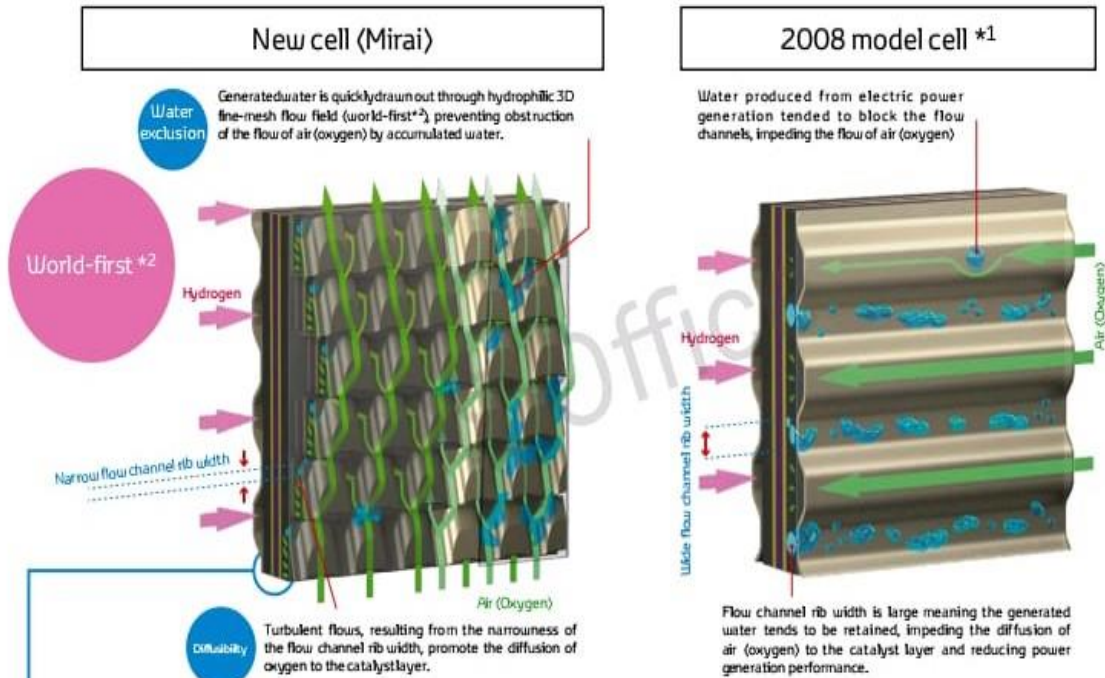 New cell (Mirai)
2008 model cell *1
Water
exclusion
Generatedwater is quicklydrawn out through hydrophilic 3D
fine-mesh flow field (world-first*2), preventing obstruction
of the flow of air (oxygen) by accumulated water.
Water produced from electric power
generation tended to block the flow
channels, impeding the flow of air (oxygen)
World-first *2
Hydrogen
Narrow flow channel rib width
Air (Oxygen)
Hydrogen
Air (Oxygen)
Wide flow channel rib width
Offic
Diffusibility
Turbulent flows, resulting from the narrowness of
the flow channel rib width, promote the diffusion of
oxygen to the catalystlayer.
Flow channel rib width is large meaning the generated
water tends to be retained, impeding the diffusion of
air (oxygen) to the catalyst layer and reducing power
generation performance.